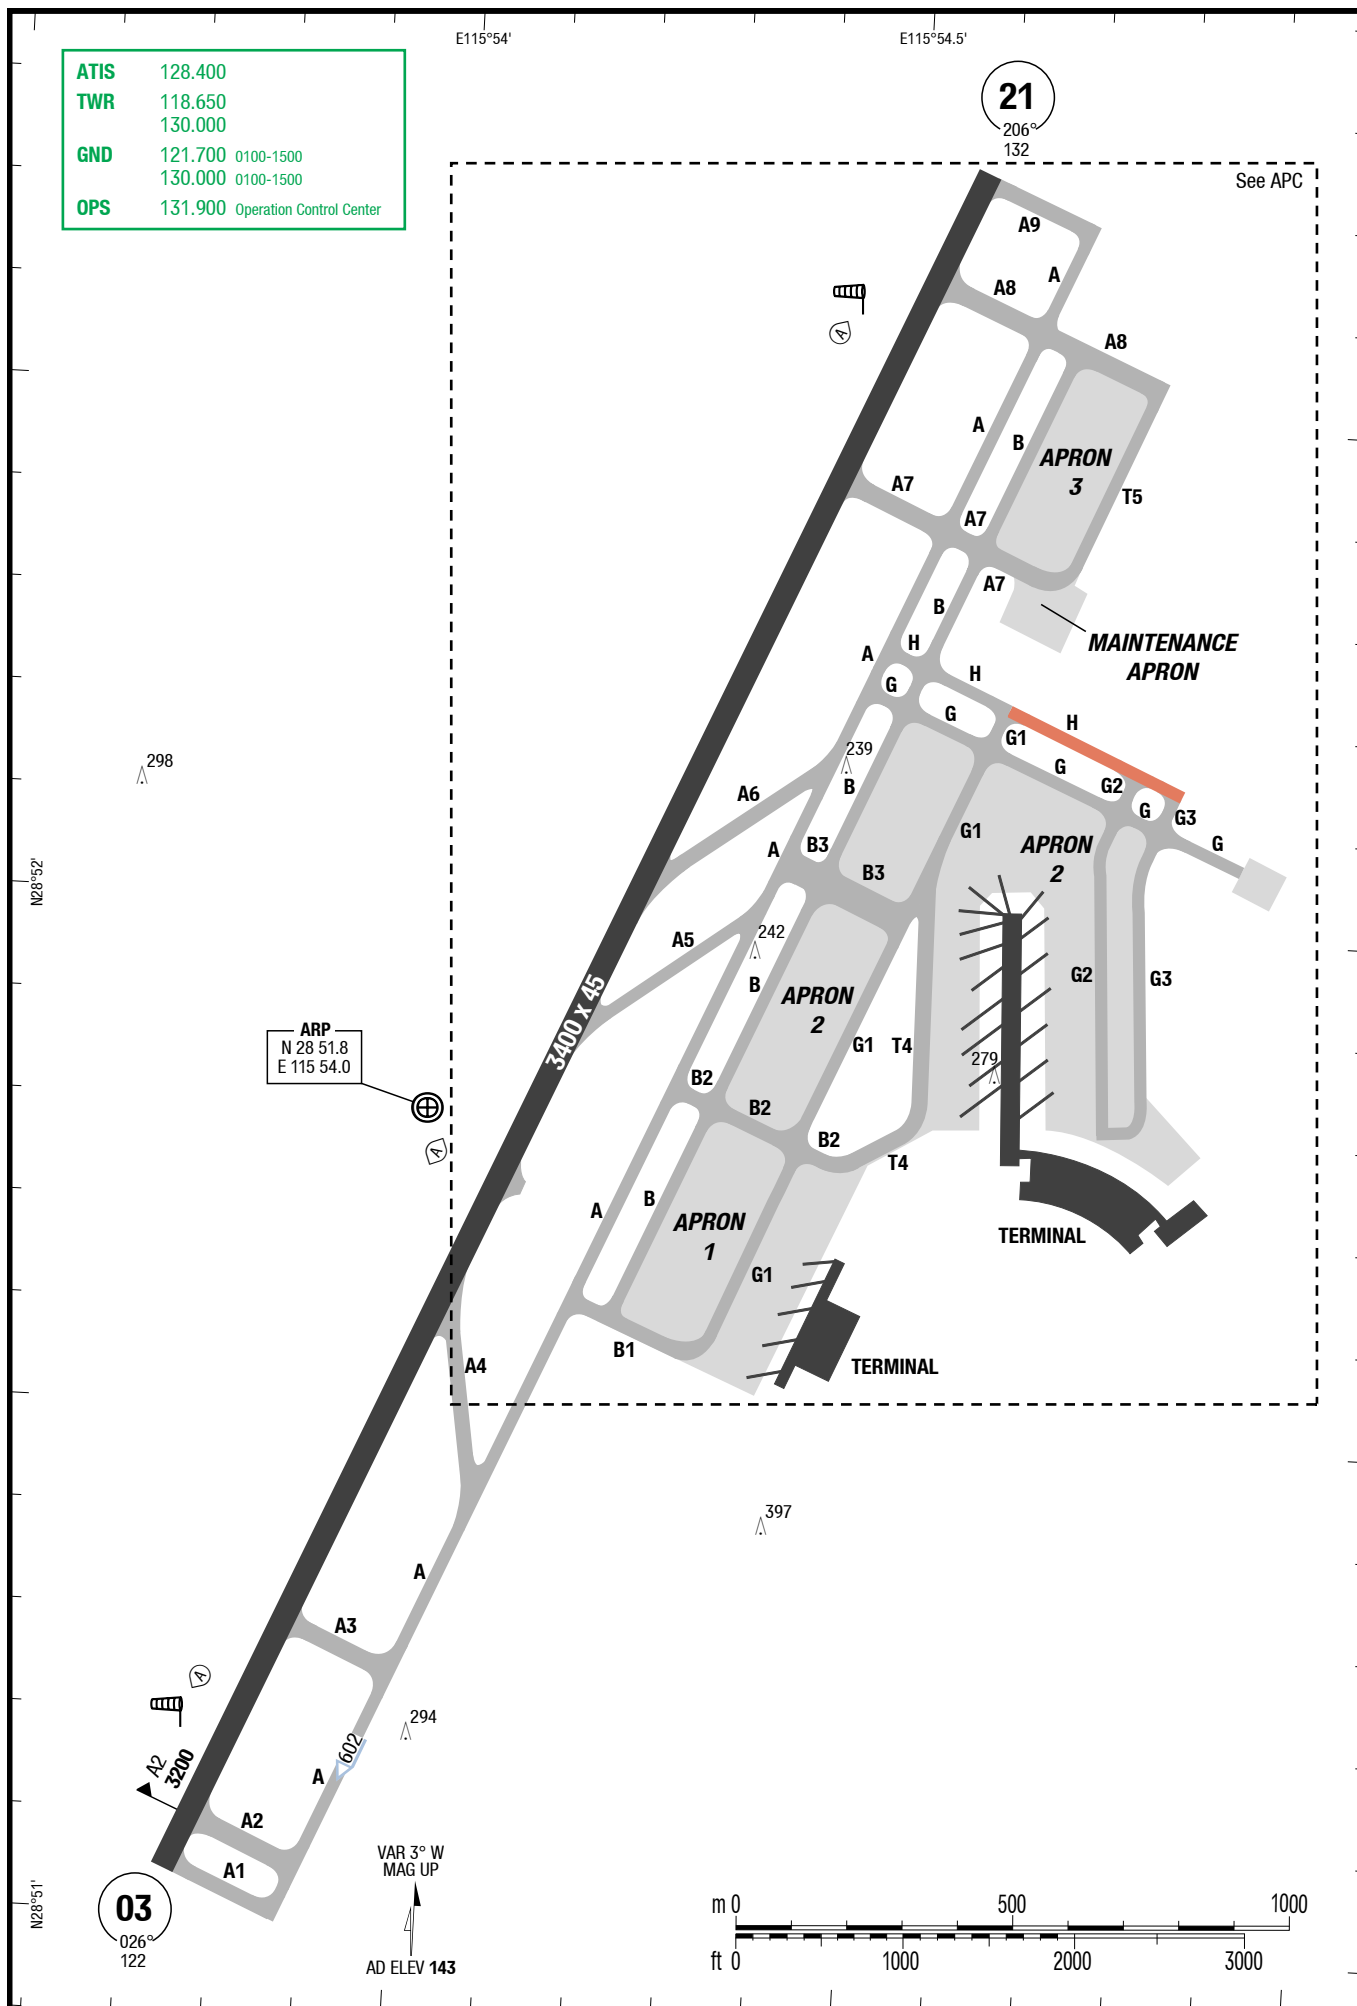 E115°54'
E115°54.5'
ATIS 128.400
TWR 118.650
130.000
GND 121.700 0100-1500
130.000 0100-1500
OPS 131.900 Operation Control Center
21
206°
132
See APC
A9
A
A8
A8
A
A
B
APRON
3
A7
T5
A7
A7
B
MAINTENANCE
APRON
H
A
H
G
G
H
G1
239
298
G
A6
B
G2
G
G3
G1
G
B3
A
APRON
2
B3
N28°52'
A5
242
G2
G3
B
APRON
2
3400 x 45
ARP
N 28 51.8
E 115 54.0
G1
T4
279
B2
B2
B2
A
T4
B
A
APRON
1
TERMINAL
G1
B1
A4
TERMINAL
397
A
A3
A
294
602
A2
3200
A
A2
A1
VAR 3° W
MAG UP
N28°51'
03
026°
122
AD ELEV 143
m 0 500 1000
ft 0 1000 2000 3000